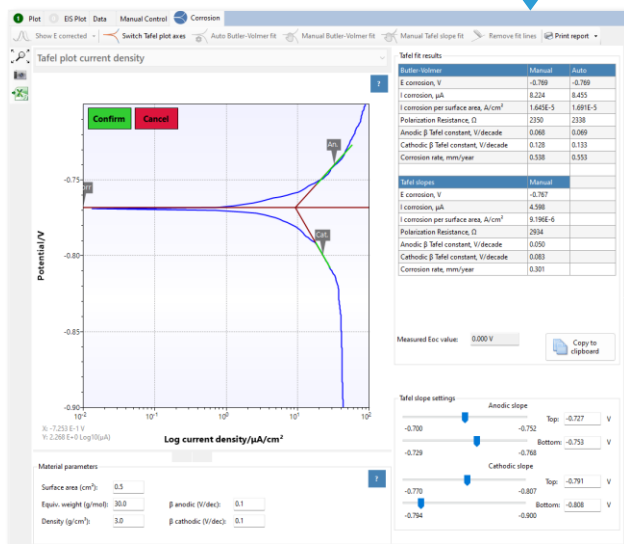 Plot EIS Plot Data Manual Control Corrosion
Show E corrected Switch Tafel plot axes Auto Butler-Volmer fit Manual Butler-Volmer fit Manual Tafel slope fit Remove fit lines Print report
Tafel plot current density
?
Confirm Cancel
An.
Cat.
-0.75
-0.80
-0.85
-0.90
Potential/V
10-2 10-1 100 101 102
X: -7.253 E-1 V
Y: 2.268 E+0 Log10(µA)
Log current density/µA/cm²
Material parameters
?
Surface area (cm²): 0.5
Equiv. weight (g/mol): 30.0 β anodic (V/dec): 0.1
Density (g/cm³): 3.0 β cathodic (V/dec): 0.1
Tafel fit results
Butler-Volmer Manual Auto
E corrosion, V -0.769 -0.769
I corrosion, µA 8.224 8.455
I corrosion per surface area, A/cm² 1.645E-5 1.691E-5
Polarization Resistance, Ω 2350 2338
Anodic β Tafel constant, V/decade 0.068 0.069
Cathodic β Tafel constant, V/decade 0.128 0.133
Corrosion rate, mm/year 0.538 0.553
Tafel slopes Manual
E corrosion, V -0.767
I corrosion, µA 4.598
I corrosion per surface area, A/cm² 9.196E-6
Polarization Resistance, Ω 2934
Anodic β Tafel constant, V/decade 0.050
Cathodic β Tafel constant, V/decade 0.083
Corrosion rate, mm/year 0.301
Measured Eoc value: 0.000 V
Copy to
clipboard
Tafel slope settings
Anodic slope
Top: -0.727 V
-0.700 -0.752
Bottom: -0.753 V
-0.729 -0.768
Cathodic slope
Top: -0.791 V
-0.770 -0.807
Bottom: -0.808 V
-0.794 -0.900